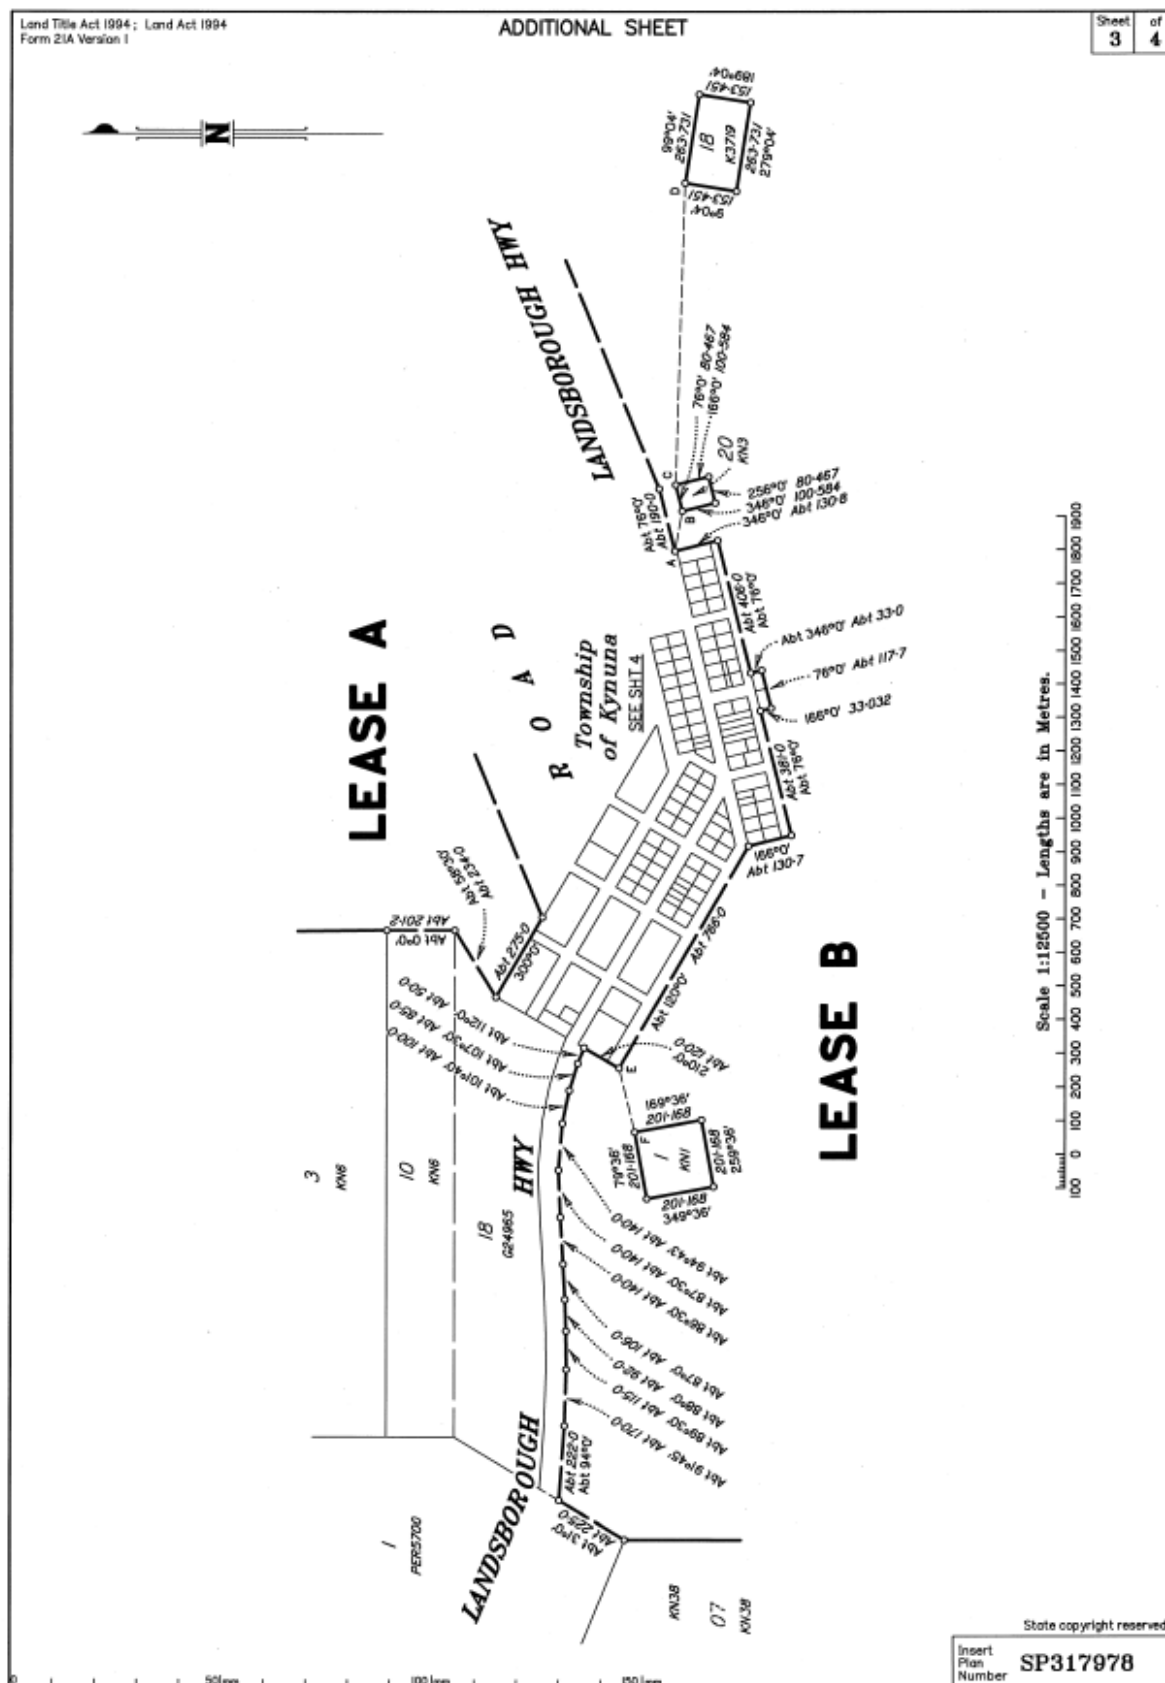 Land Title Act 1994 ; Land Act 1994
Form 21A Version 1
ADDITIONAL SHEET
Sheet of
3 4
N
189°04'
153·451
99°04'
263·731
18
K3719
263·731
279°04'
D
153·451
9°04'
LANDSBOROUGH HWY
76°0' 80·467
166°0' 100·584
20
KN3
C
B
256°0' 80·467
346°0' 100·584
346°0' Abt 130·8
Abt 76°0'
Abt 190·0
A
LEASE A
ROAD
Township
of Kynuna
SEE SHT 4
Abt 406·0
Abt 76°0'
Abt 346°0' Abt 33·0
76°0' Abt 117·7
166°0' 33·032
Abt 381·0
Abt 76°0'
166°0'
Abt 130·7
Abt 58°30'
Abt 234·0
Abt 201·2
Abt 0°0'
Abt 275·0
300°0'
Abt 766·0
Abt 120°0'
Abt 112°0' Abt 50·0
Abt 107°30' Abt 85·0
Abt 101°40' Abt 100·0
Abt 120·0
210°0'
E
LEASE B
3
KN6
10
KN6
18
G24965
HWY
169°36'
201·168
F
79°36'
201·168
1
KN1
201·168
259°36'
201·168
349°36'
Abt 94°43' Abt 140·0
Abt 87°30' Abt 140·0
Abt 86°30' Abt 140·0
Abt 87°0' Abt 106·0
Abt 88°0' Abt 92·0
Abt 89°30' Abt 115·0
Abt 91°45' Abt 170·0
LANDSBOROUGH
Abt 222·0
Abt 94°0'
Abt 225·0
Abt 31°0'
1
PER5700
KN38
07
KN38
Scale 1:12500 - Lengths are in Metres.
100 0 100 200 300 400 500 600 700 800 900 1000 1100 1200 1300 1400 1500 1600 1700 1800 1900
State copyright reserved
Insert
Plan
Number
SP317978
0 50mm 100mm 150mm